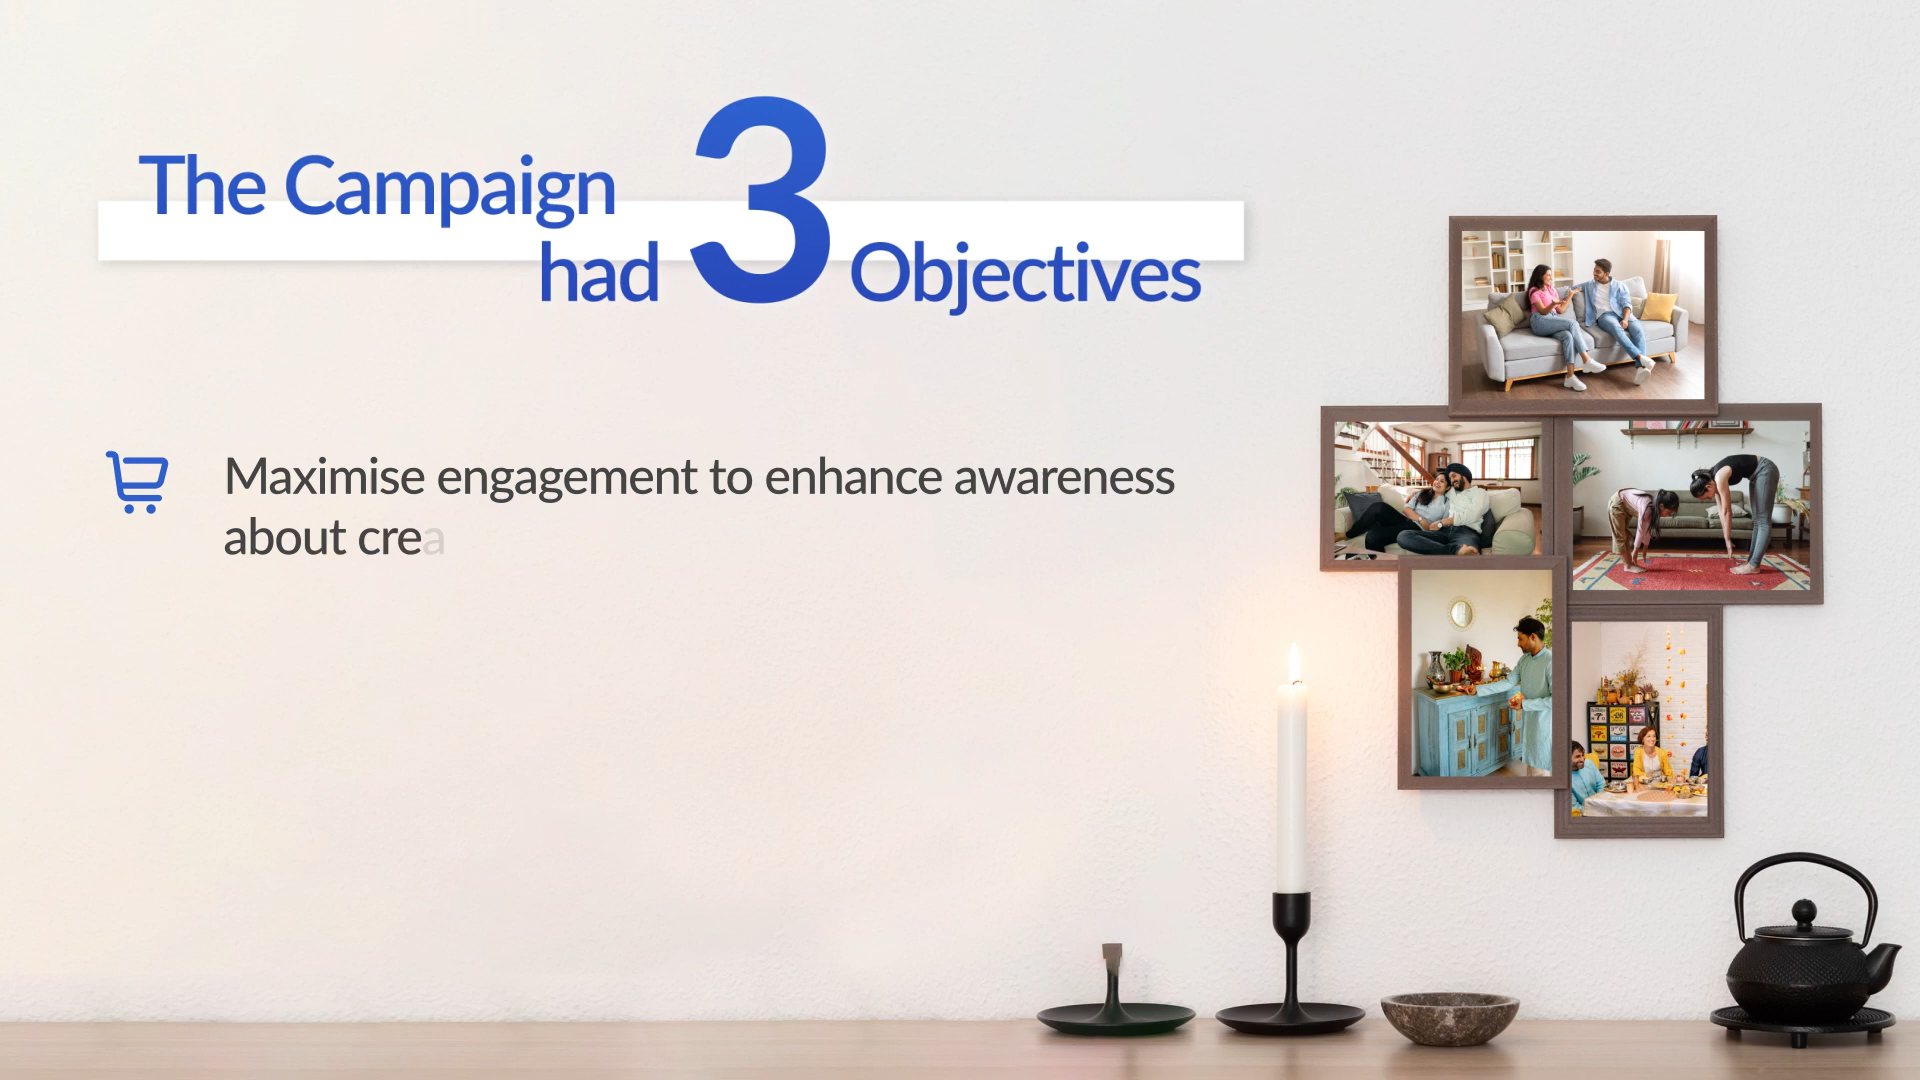 The Campaign
had 3 Objectives
Maximise engagement to enhance awareness
about crea